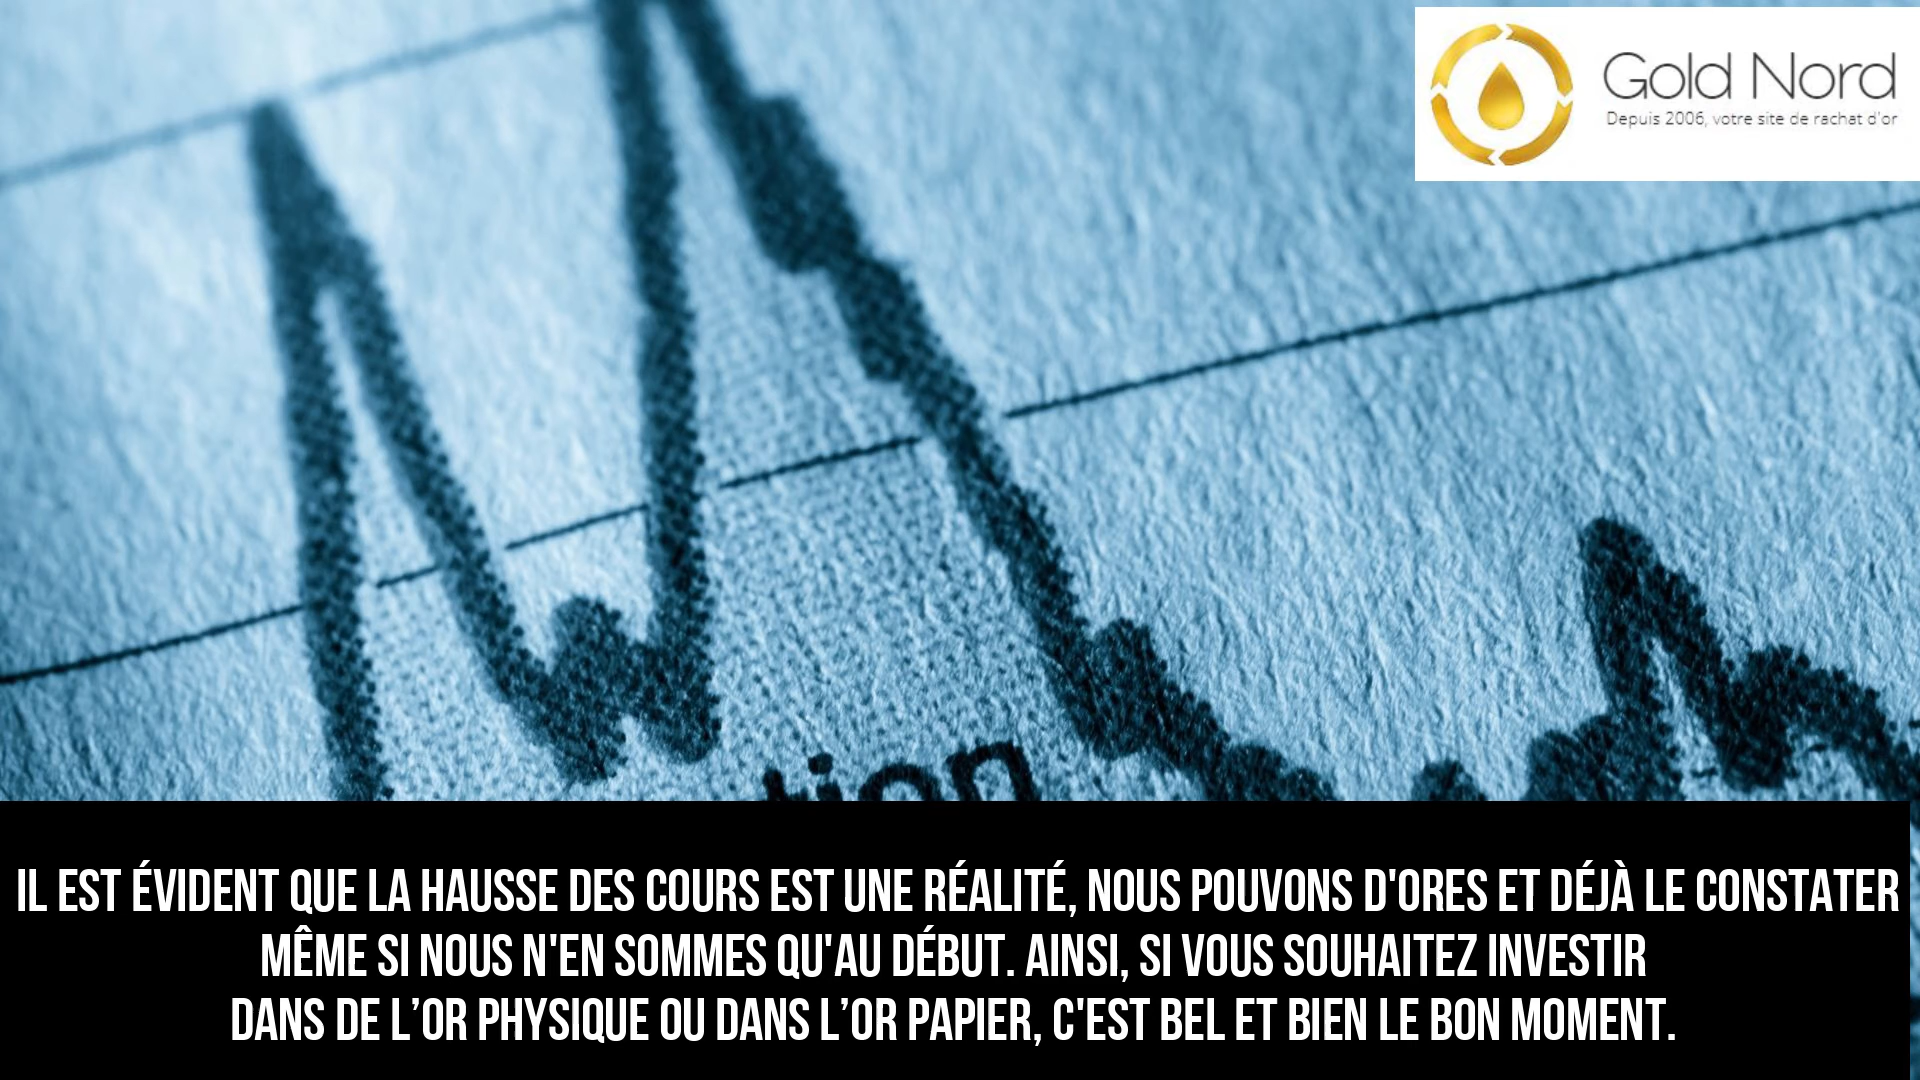 Gold Nord
Depuis 2006, votre site de rachat d'or
tion
IL EST ÉVIDENT QUE LA HAUSSE DES COURS EST UNE RÉALITÉ, NOUS POUVONS D'ORES ET DÉJÀ LE CONSTATER
MÊME SI NOUS N'EN SOMMES QU'AU DÉBUT. AINSI, SI VOUS SOUHAITEZ INVESTIR
DANS DE L’OR PHYSIQUE OU DANS L’OR PAPIER, C'EST BEL ET BIEN LE BON MOMENT.